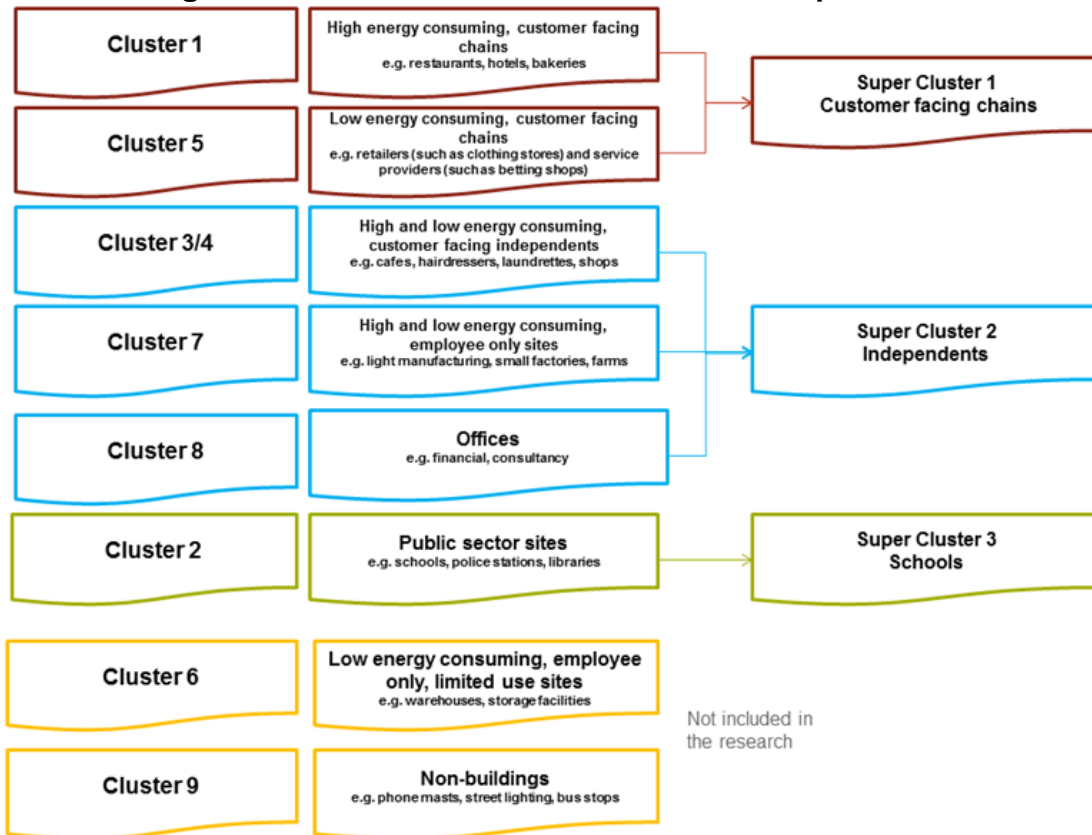 Cluster 1
High energy consuming, customer facing
chains
e.g. restaurants, hotels, bakeries
Cluster 5
Low energy consuming, customer facing
chains
e.g. retailers (such as clothing stores) and service
providers (such as betting shops)
Super Cluster 1
Customer facing chains
Cluster 3/4
High and low energy consuming,
customer facing independents
e.g. cafes, hairdressers, laundrettes, shops
Cluster 7
High and low energy consuming,
employee only sites
e.g. light manufacturing, small factories, farms
Cluster 8
Offices
e.g. financial, consultancy
Super Cluster 2
Independents
Cluster 2
Public sector sites
e.g. schools, police stations, libraries
Super Cluster 3
Schools
Cluster 6
Low energy consuming, employee
only, limited use sites
e.g. warehouses, storage facilities
Cluster 9
Non-buildings
e.g. phone masts, street lighting, bus stops
Not included in
the research